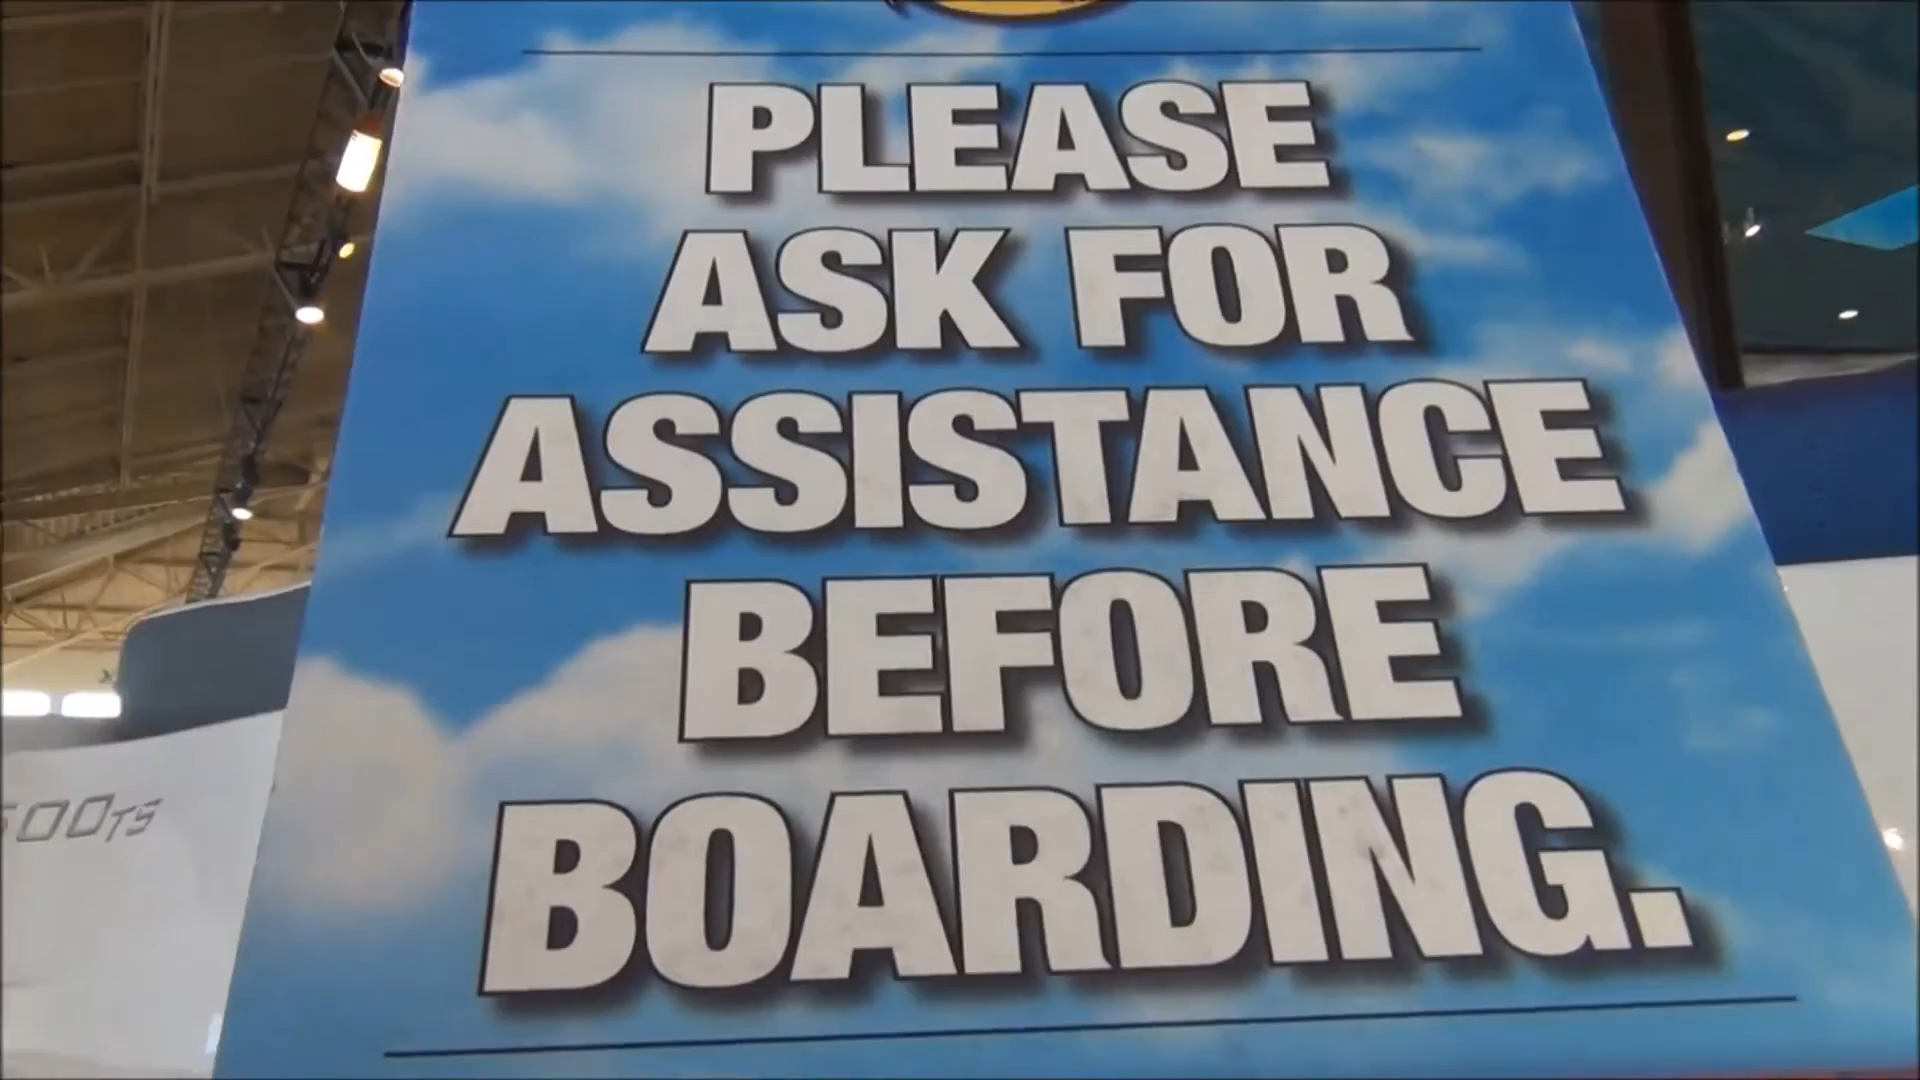 PLEASE
ASK FOR
ASSISTANCE
BEFORE
BOARDING.
500TS